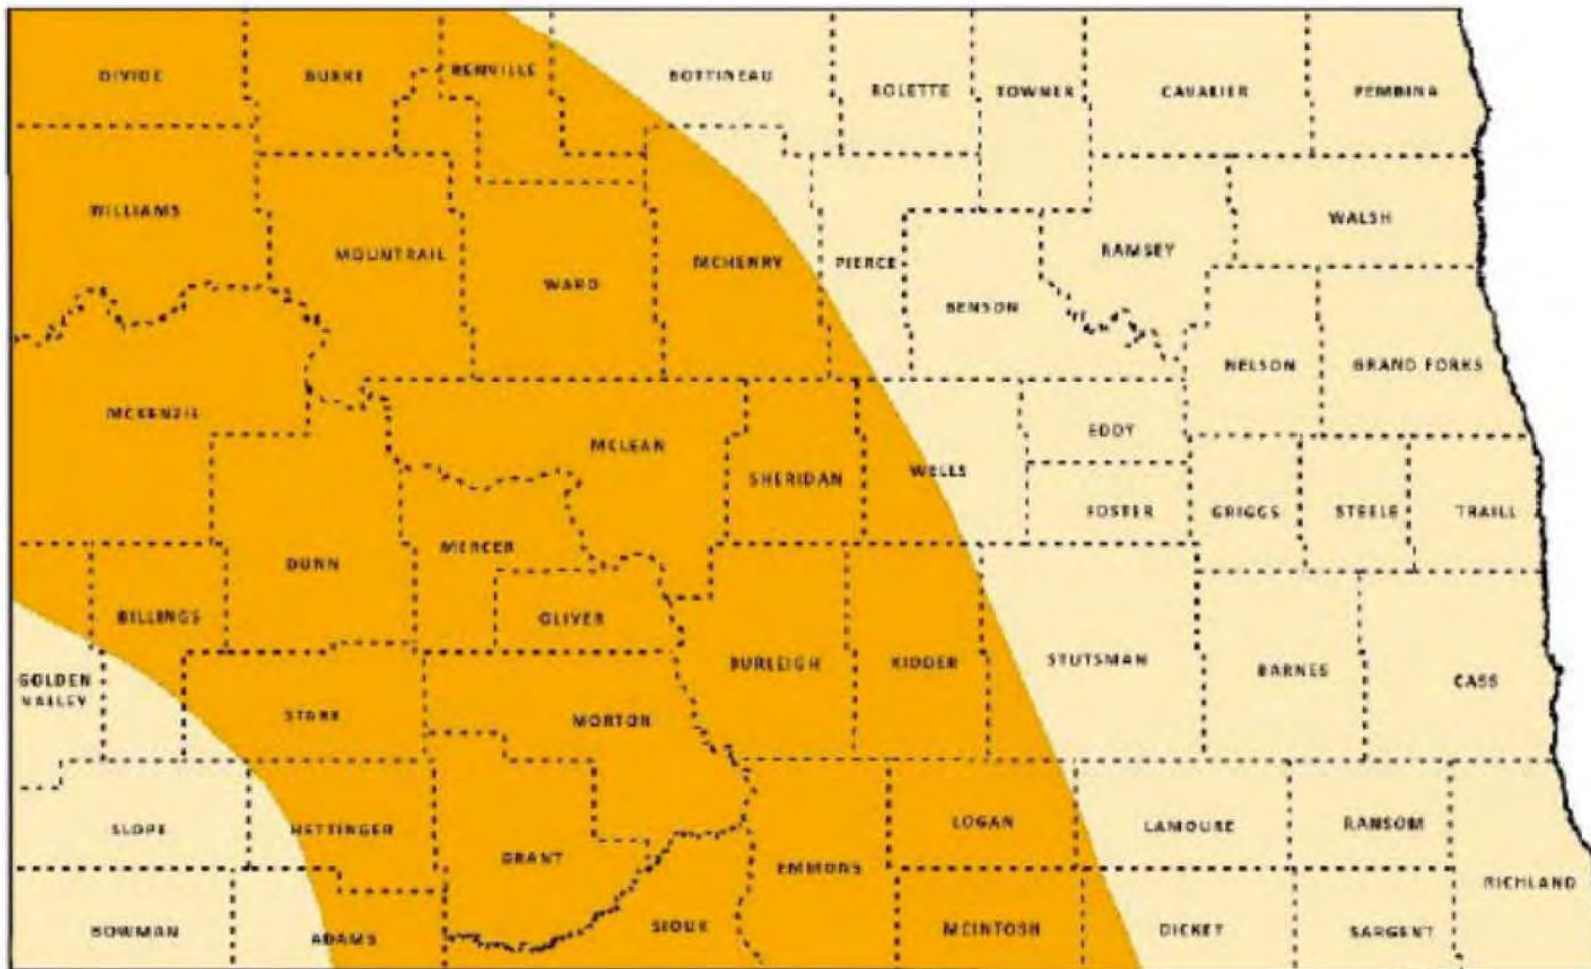 DIVIDE
BURKE
RENVILLE
BOTTINEAU
ROLETTE
TOWNER
CAVALIER
PEMBINA
WILLIAMS
MOUNTRAIL
WARD
MCHENRY
PIERCE
BENSON
RAMSEY
WALSH
NELSON
GRAND FORKS
MCKENZIE
MCLEAN
SHERIDAN
WELLS
EDDY
FOSTER
GRIGGS
STEELE
TRAILL
DUNN
MERCER
OLIVER
BILLINGS
BURLEIGH
KIDDER
STUTSMAN
BARNES
CASS
GOLDEN
VALLEY
STARK
MORTON
SLOPE
HETTINGER
GRANT
EMMONS
LOGAN
LAMOURE
RANSOM
RICHLAND
BOWMAN
ADAMS
SIOUX
MCINTOSH
DICKEY
SARGENT